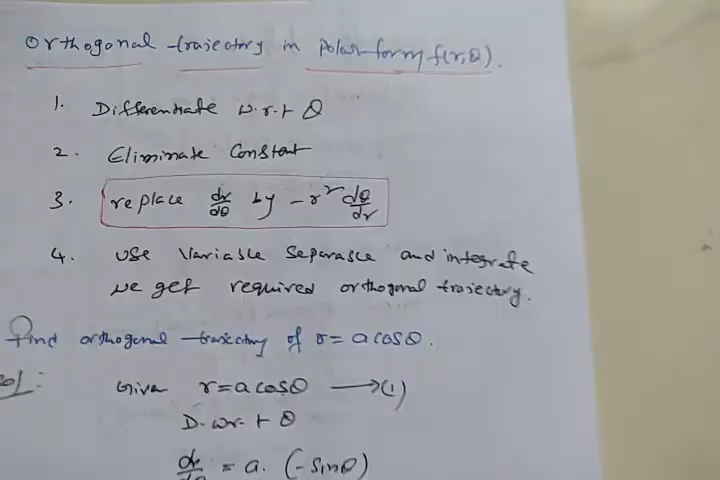 Orthogonal trajectory in Polar form f(r,θ).
1. Differentiate w.r.t θ
2. Eliminate Constant
3. replace dr/dθ by -r² dθ/dr
4. use Variable Separable and integrate
we get required orthogonal trajectory.
Find orthogonal trajectory of r = a cosθ.
Sol:
Given r = a cosθ → (1)
D. wr. t θ
dr/dθ = a. (-sinθ)